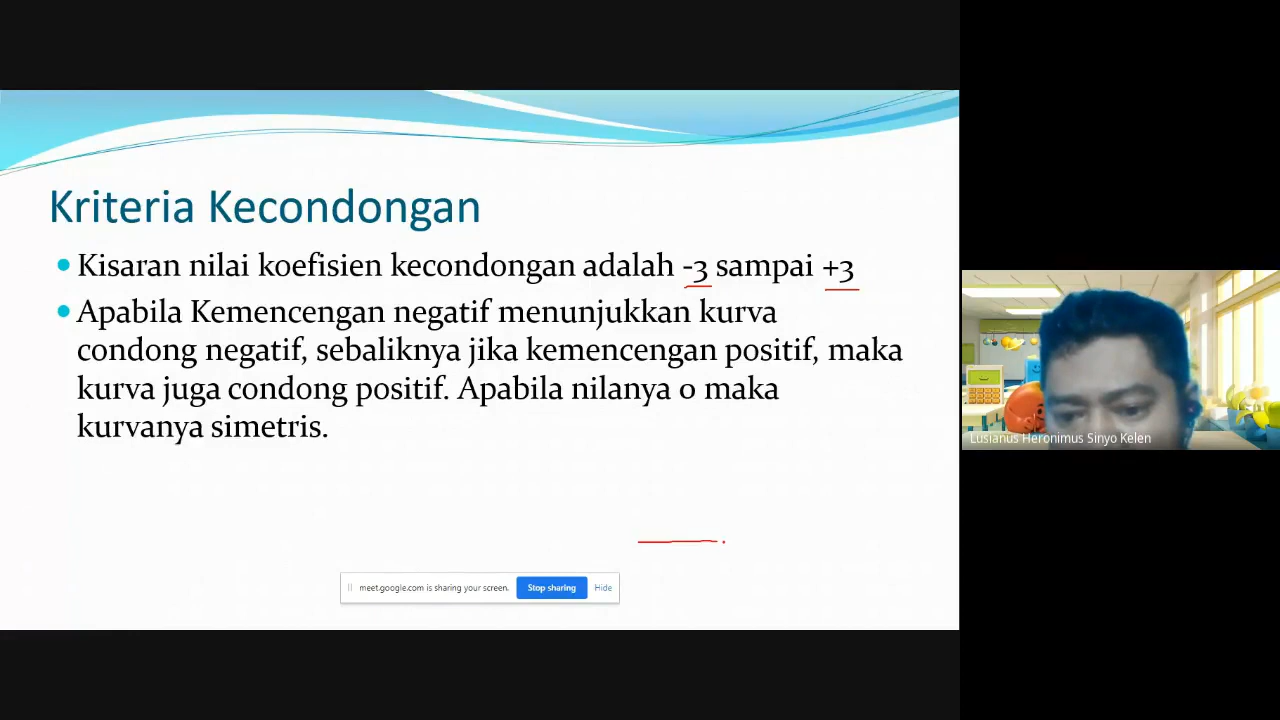 Kriteria Kecondongan
• Kisaran nilai koefisien kecondongan adalah -3 sampai +3
• Apabila Kemencengan negatif menunjukkan kurva
condong negatif, sebaliknya jika kemencengan positif, maka
kurva juga condong positif. Apabila nilanya 0 maka
kurvanya simetris.
meet.google.com is sharing your screen. Stop sharing Hide
Lusianus Heronimus Sinyo Kelen